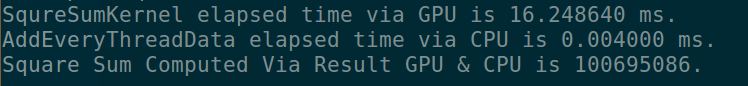 SqureSumKernel elapsed time via GPU is 16.248640 ms.
AddEveryThreadData elapsed time via CPU is 0.004000 ms.
Square Sum Computed Via Result GPU & CPU is 100695086.